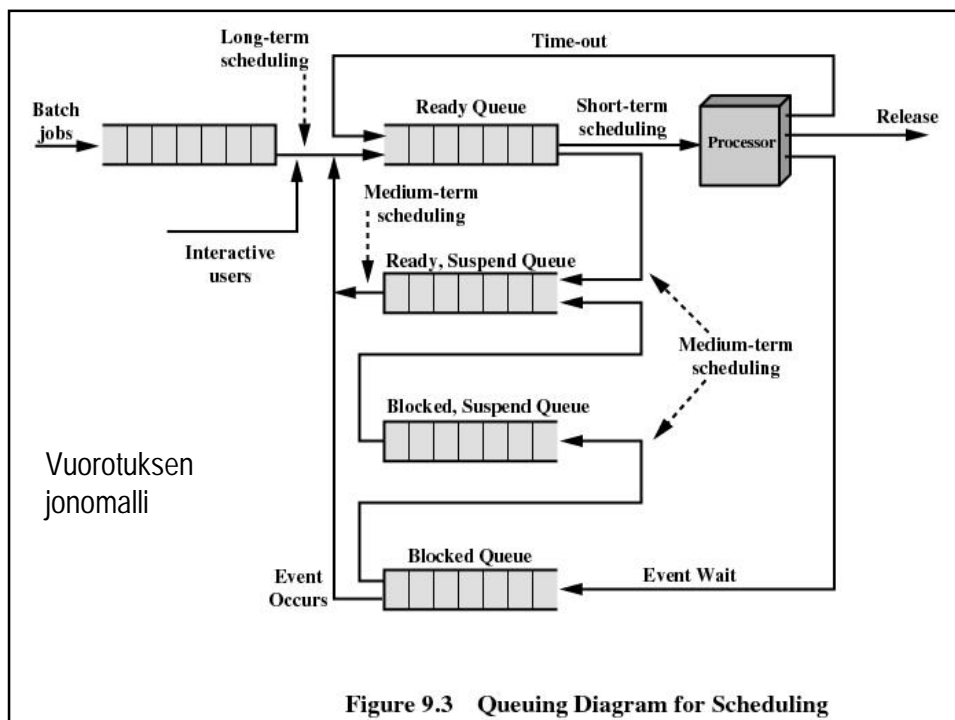 Time-out
Long-term
scheduling
Batch
jobs
Ready Queue
Short-term
scheduling
Processor
Release
Medium-term
scheduling
Interactive
users
Ready, Suspend Queue
Medium-term
scheduling
Blocked, Suspend Queue
Vuorotuksen
jonomalli
Blocked Queue
Event
Occurs
Event Wait
Figure 9.3 Queuing Diagram for Scheduling